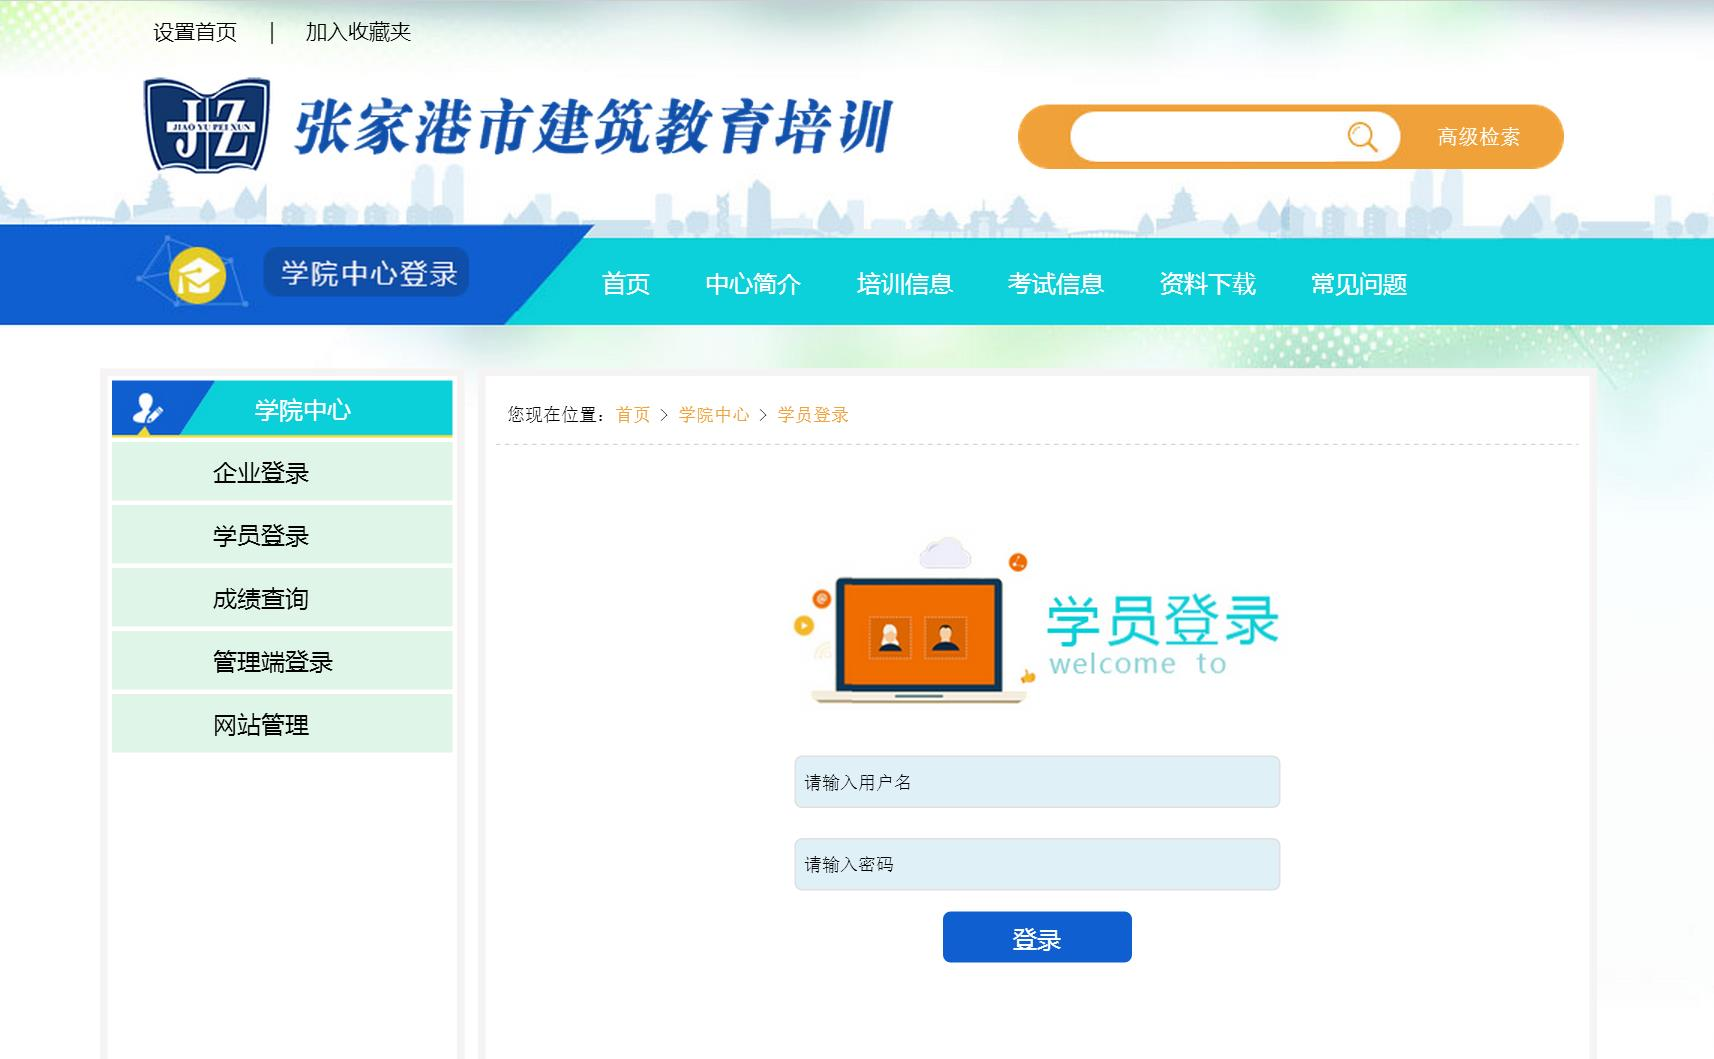 设置首页 | 加入收藏夹
JZ
JIAO YU PEI XUN
张家港市建筑教育培训
高级检索
学院中心登录
首页 中心简介 培训信息 考试信息 资料下载 常见问题
学院中心
企业登录
学员登录
成绩查询
管理端登录
网站管理
您现在位置：首页 > 学院中心 > 学员登录
学员登录
welcome to
请输入用户名
请输入密码
登录